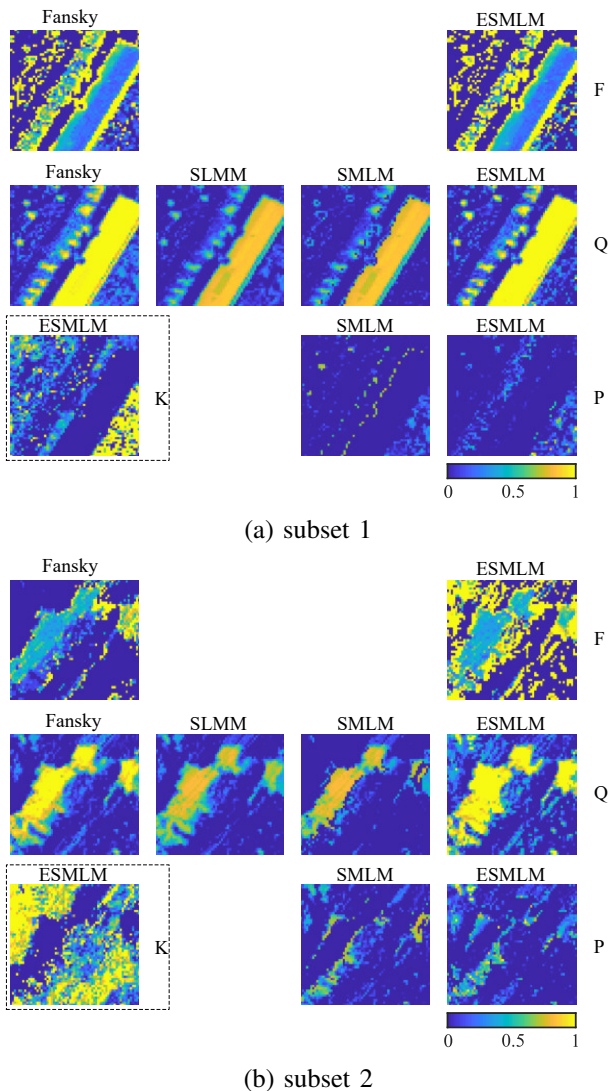 Fansky ESMLM
F
Fansky SLMM SMLM ESMLM
Q
ESMLM SMLM ESMLM
K P
0 0.5 1
(a) subset 1
Fansky ESMLM
F
Fansky SLMM SMLM ESMLM
Q
ESMLM SMLM ESMLM
K P
0 0.5 1
(b) subset 2